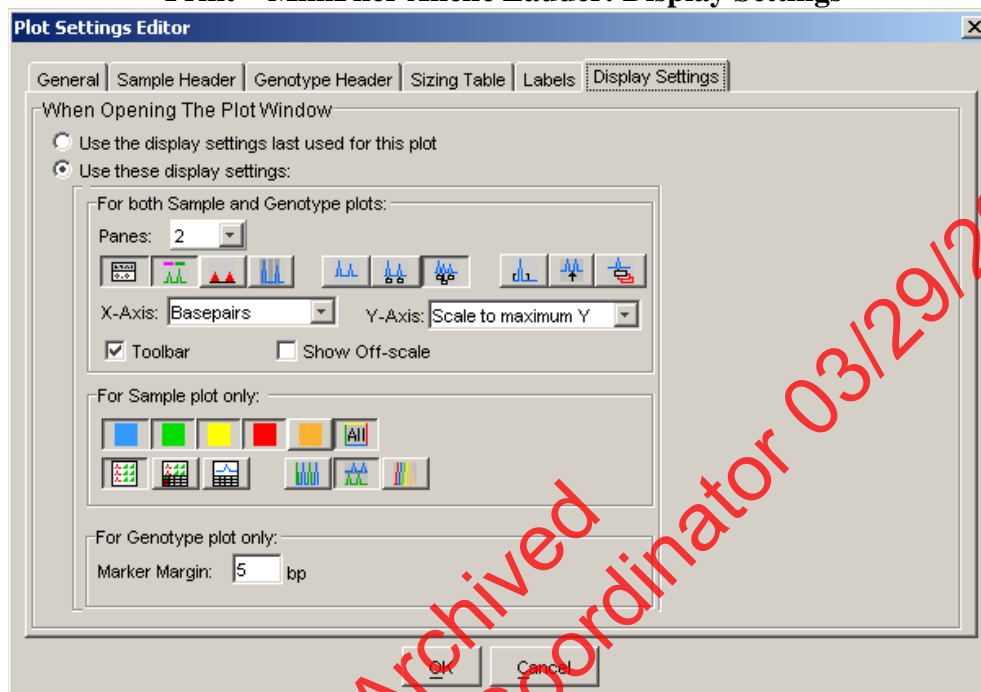 Plot Settings Editor
General Sample Header Genotype Header Sizing Table Labels Display Settings
When Opening The Plot Window
Use the display settings last used for this plot
Use these display settings:
For both Sample and Genotype plots:
Panes: 2
X-Axis: Basepairs Y-Axis: Scale to maximum Y
Toolbar Show Off-scale
For Sample plot only:
All
For Genotype plot only:
Marker Margin: 5 bp
OK Cancel
Archived
oordinator 03/29/2